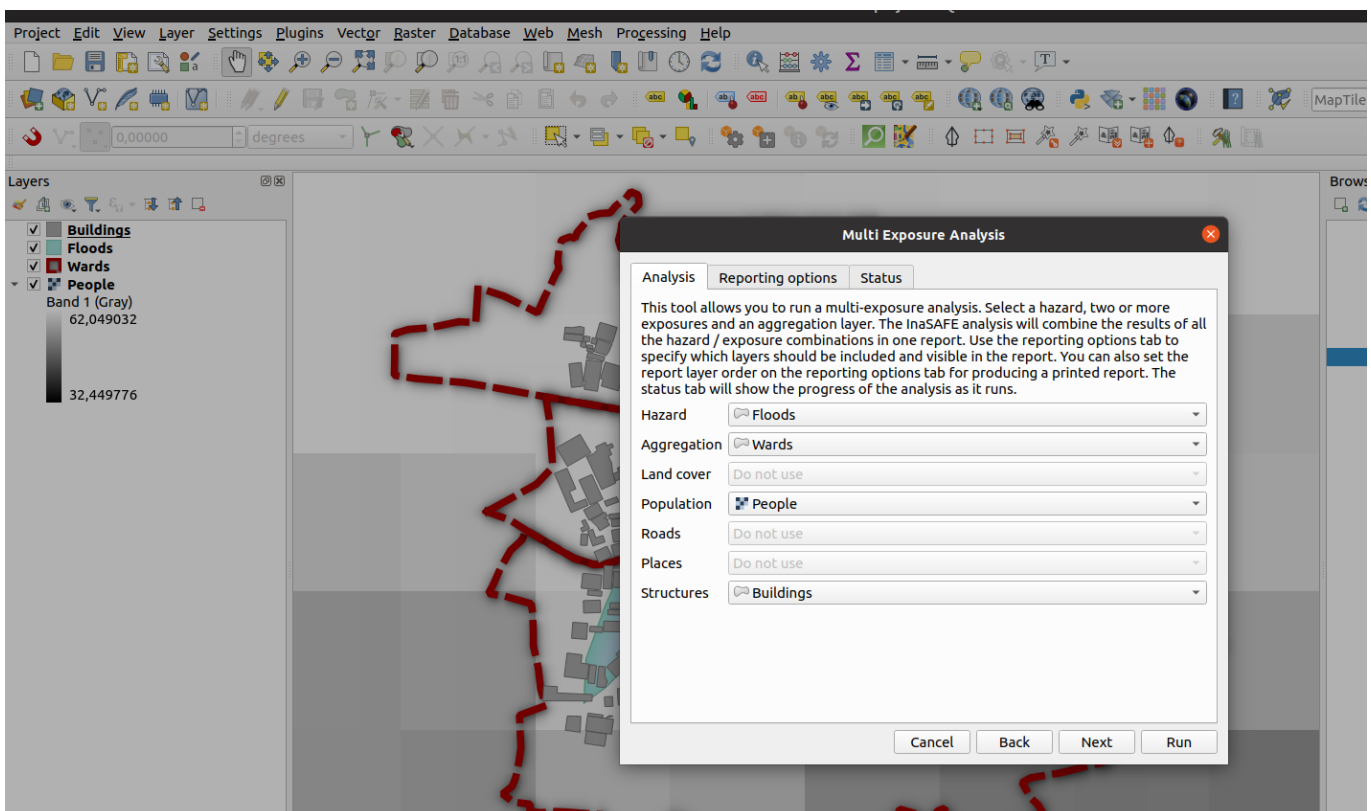 Project Edit View Layer Settings Plugins Vector Raster Database Web Mesh Processing Help
abc abc abc abc abc abc abc
MapTile
0,00000 degrees
Layers
Brows
Buildings
Floods
Wards
People
Band 1 (Gray)
62,049032
32,449776
Multi Exposure Analysis
Analysis Reporting options Status
This tool allows you to run a multi-exposure analysis. Select a hazard, two or more
exposures and an aggregation layer. The InaSAFE analysis will combine the results of all
the hazard / exposure combinations in one report. Use the reporting options tab to
specify which layers should be included and visible in the report. You can also set the
report layer order on the reporting options tab for producing a printed report. The
status tab will show the progress of the analysis as it runs.
Hazard Floods
Aggregation Wards
Land cover Do not use
Population People
Roads Do not use
Places Do not use
Structures Buildings
Cancel Back Next Run